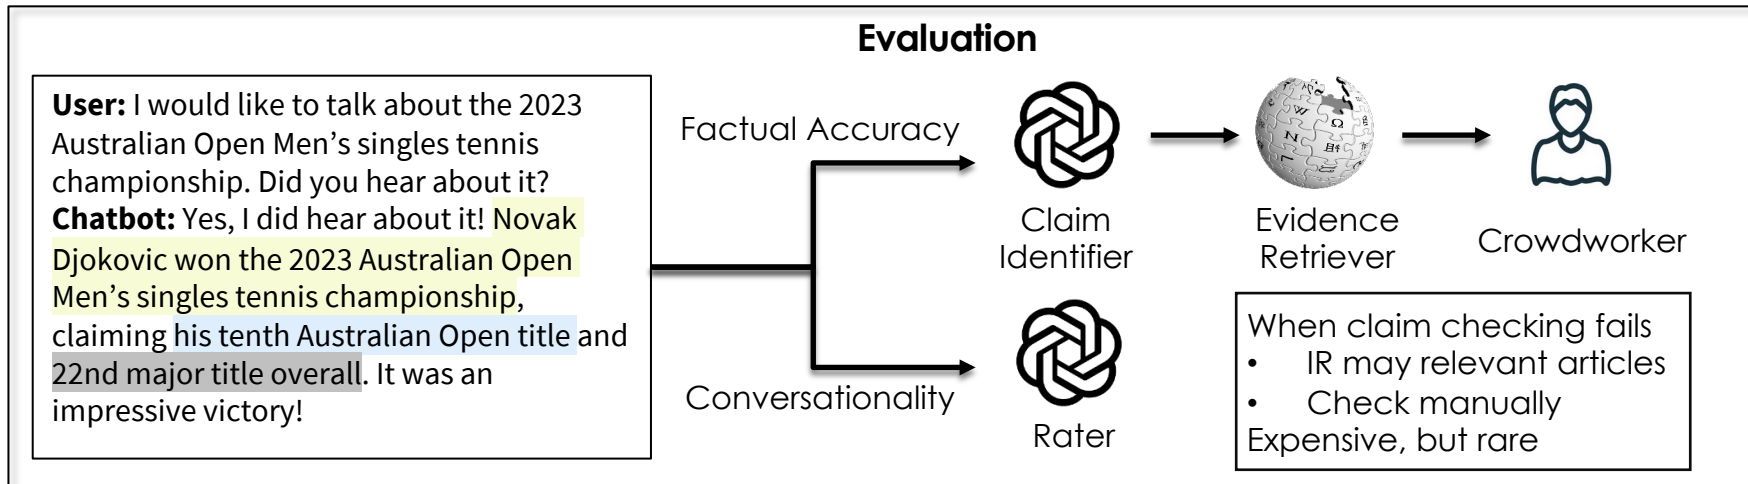 Evaluation
User: I would like to talk about the 2023
Australian Open Men's singles tennis
championship. Did you hear about it?
Chatbot: Yes, I did hear about it! Novak
Djokovic won the 2023 Australian Open
Men's singles tennis championship,
claiming his tenth Australian Open title and
22nd major title overall. It was an
impressive victory!
Factual Accuracy
Conversationality
Claim
Identifier
Evidence
Retriever
Crowdworker
Rater
When claim checking fails
• IR may relevant articles
• Check manually
Expensive, but rare